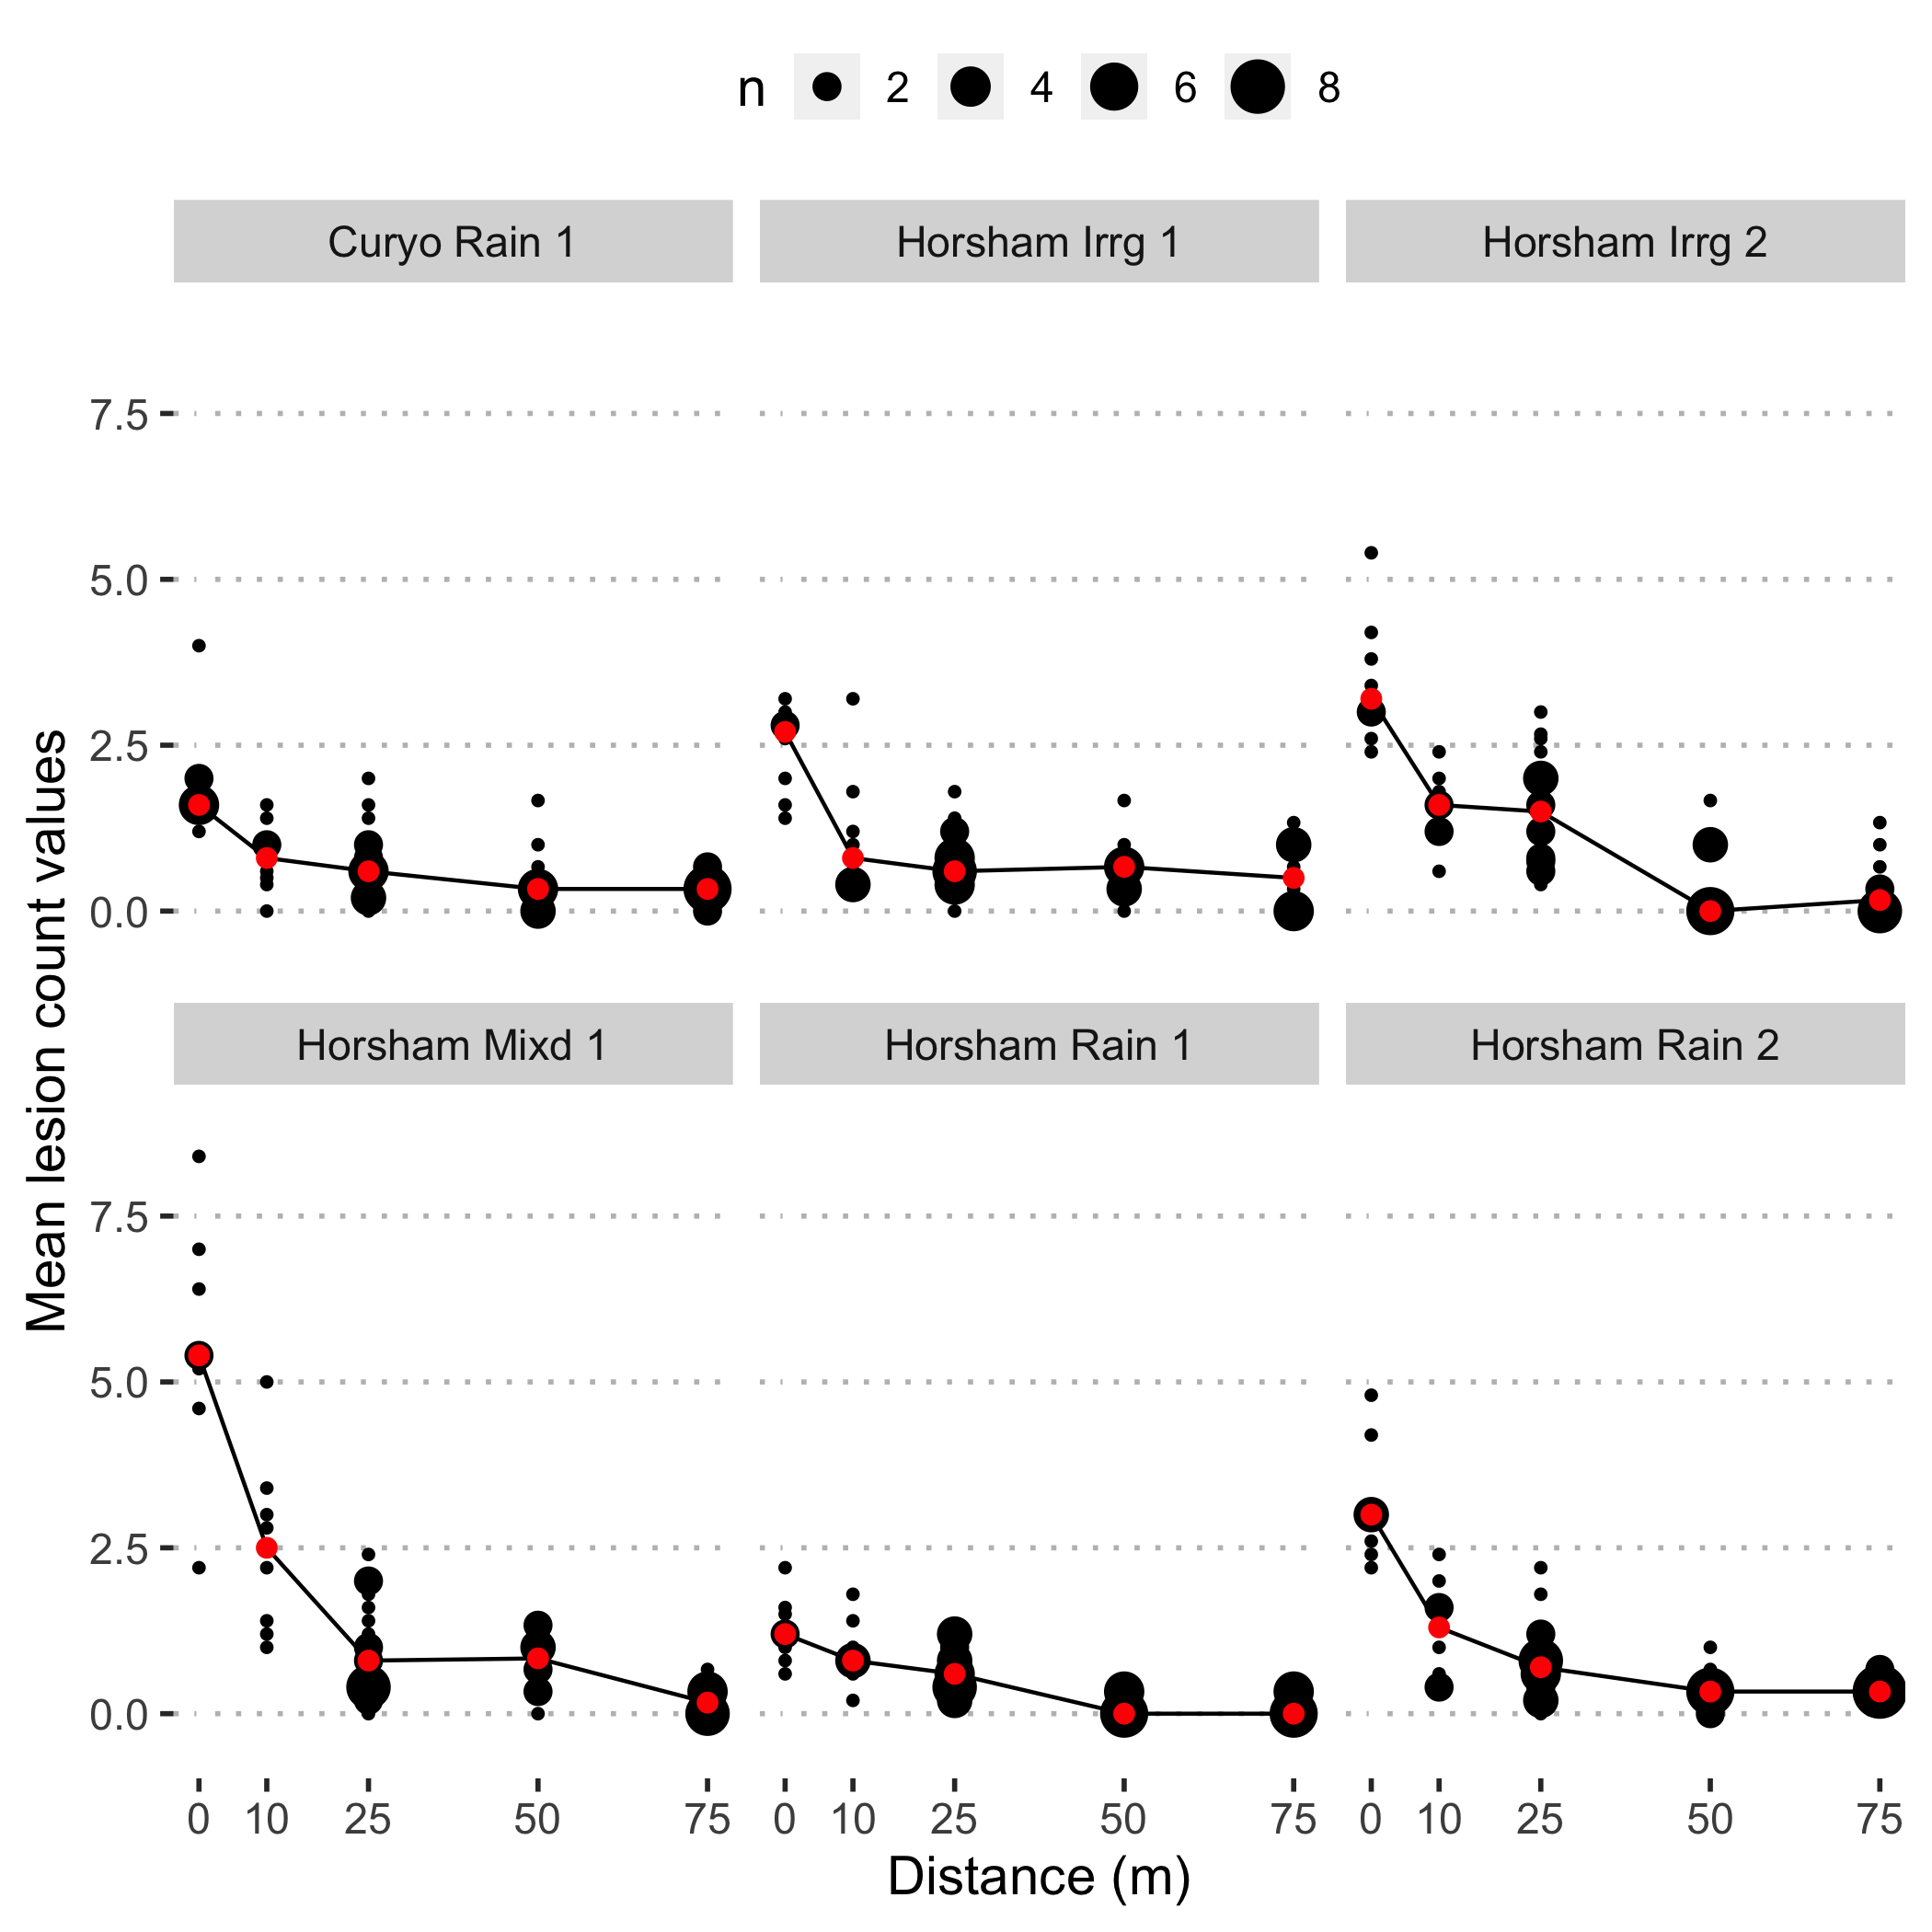 n 2 4 6 8
Curyo Rain 1 Horsham Irrg 1 Horsham Irrg 2
7.5
5.0
2.5
0.0
Mean lesion count values
Horsham Mixd 1 Horsham Rain 1 Horsham Rain 2
7.5
5.0
2.5
0.0
0 10 25 50 75 0 10 25 50 75 0 10 25 50 75
Distance (m)